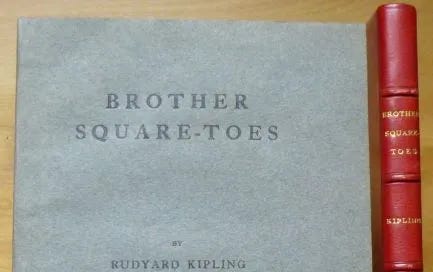 BROTHER
SQUARE-TOES
BY
RUDYARD KIPLING
BROTHER
SQUARE-
TOES
KIPLING